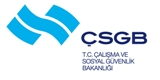 ÇSGB
T.C. ÇALIŞMA VE
SOSYAL GÜVENLİK
BAKANLIĞI